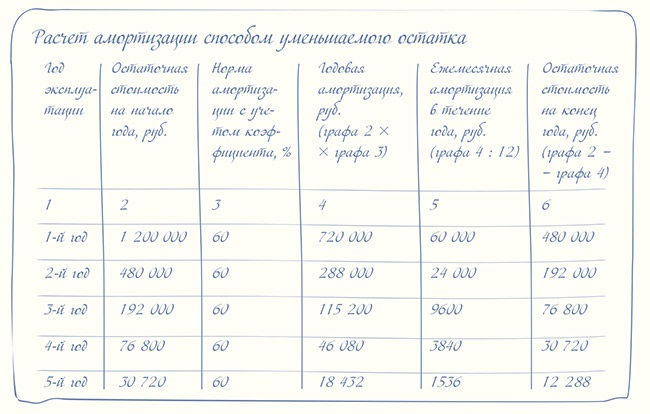 Расчет амортизации способом уменьшаемого остатка
Год эксплуа- тации | Остаточная стоимость на начало года, руб. | Норма амортиза- ции с уче- том коэф- фициента, % | Годовая амортизация, руб. (графа 2 × × графа 3) | Ежемесячная амортизация в течение года, руб. (графа 4 : 12) | Остаточная стоимость на конец года, руб. (графа 2 – – графа 4)
1 | 2 | 3 | 4 | 5 | 6
1-й год | 1 200 000 | 60 | 720 000 | 60 000 | 480 000
2-й год | 480 000 | 60 | 288 000 | 24 000 | 192 000
3-й год | 192 000 | 60 | 115 200 | 9600 | 76 800
4-й год | 76 800 | 60 | 46 080 | 3840 | 30 720
5-й год | 30 720 | 60 | 18 432 | 1536 | 12 288